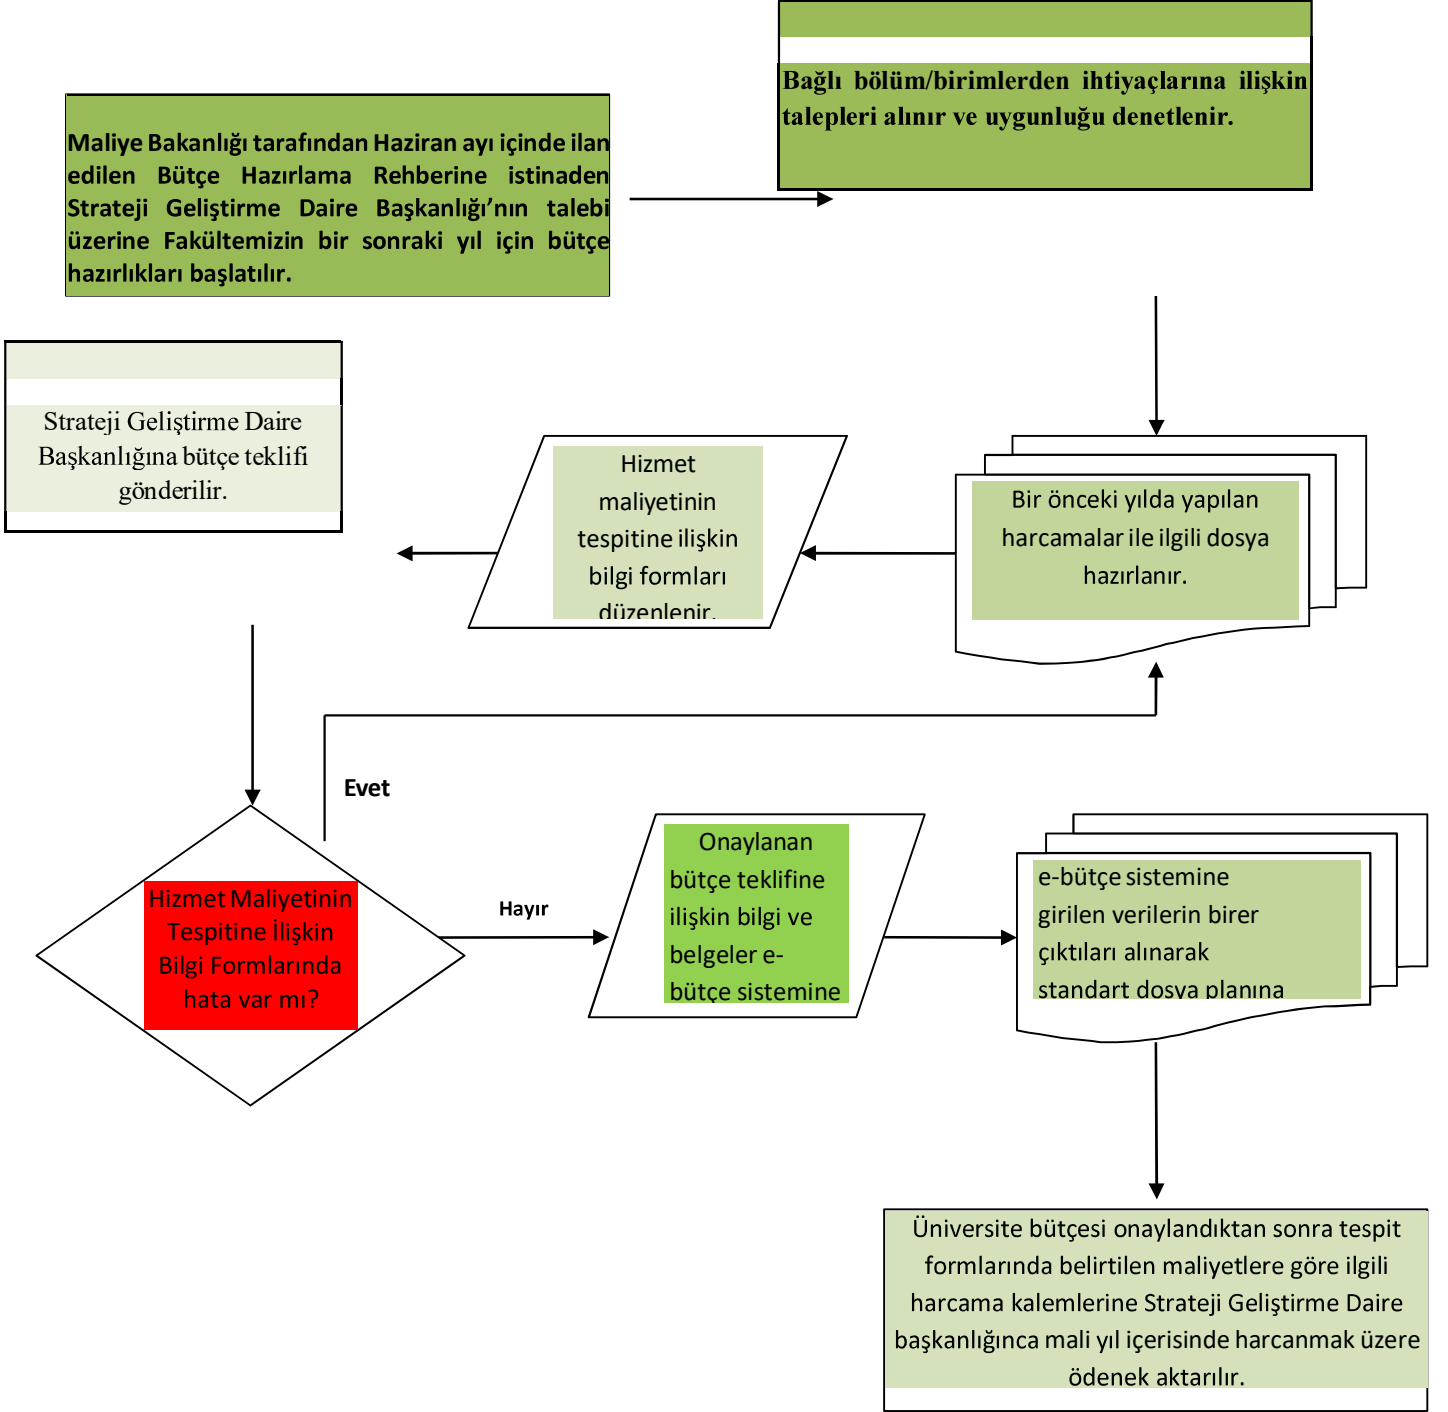 Maliye Bakanlığı tarafından Haziran ayı içinde ilan
edilen Bütçe Hazırlama Rehberine istinaden
Strateji Geliştirme Daire Başkanlığı’nın talebi
üzerine Fakültemizin bir sonraki yıl için bütçe
hazırlıkları başlatılır.
Bağlı bölüm/birimlerden ihtiyaçlarına ilişkin
talepleri alınır ve uygunluğu denetlenir.
Bir önceki yılda yapılan
harcamalar ile ilgili dosya
hazırlanır.
Hizmet
maliyetinin
tespitine ilişkin
bilgi formları
düzenlenir.
Strateji Geliştirme Daire
Başkanlığına bütçe teklifi
gönderilir.
Evet
Hizmet Maliyetinin
Tespitine İlişkin
Bilgi Formlarında
hata var mı?
Hayır
Onaylanan
bütçe teklifine
ilişkin bilgi ve
belgeler e-
bütçe sistemine
e-bütçe sistemine
girilen verilerin birer
çıktıları alınarak
standart dosya planına
Üniversite bütçesi onaylandıktan sonra tespit
formlarında belirtilen maliyetlere göre ilgili
harcama kalemlerine Strateji Geliştirme Daire
başkanlığınca mali yıl içerisinde harcanmak üzere
ödenek aktarılır.